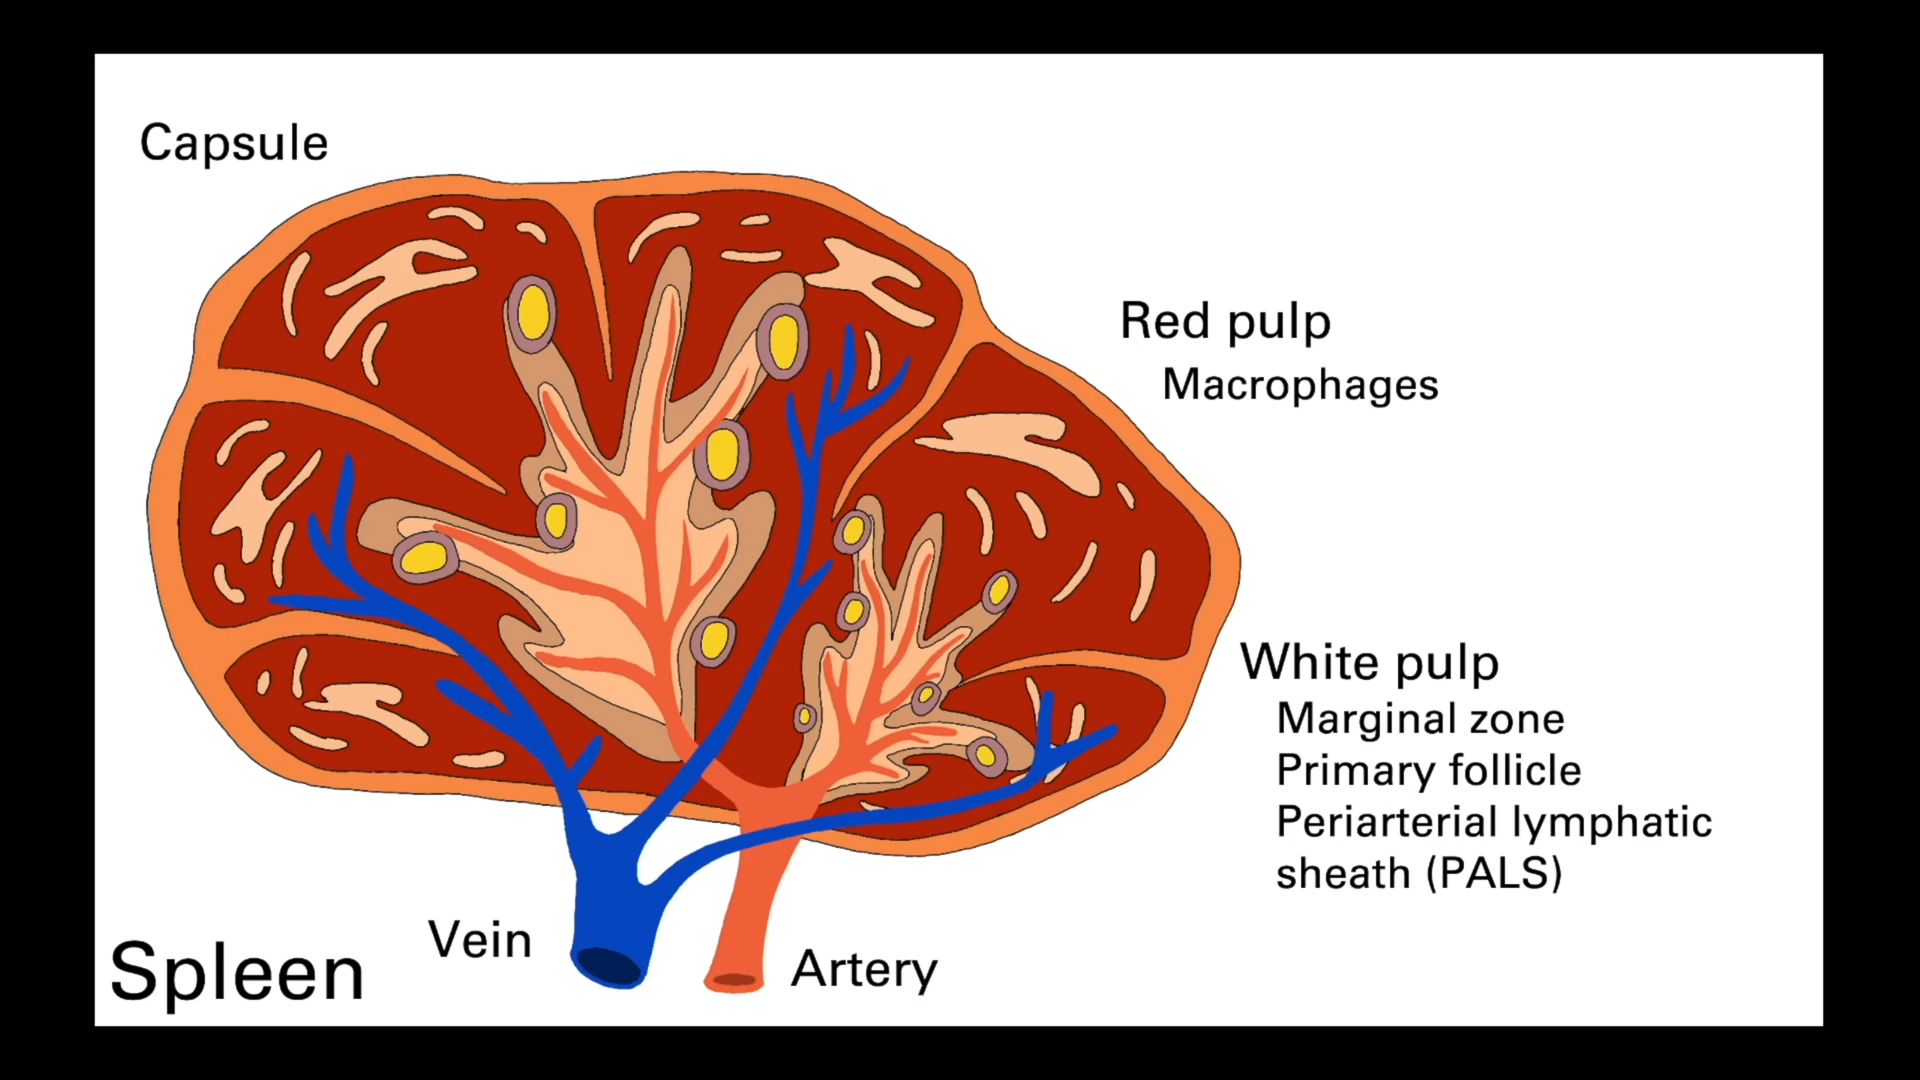 Capsule
Red pulp
Macrophages
White pulp
Marginal zone
Primary follicle
Periarterial lymphatic
sheath (PALS)
Vein
Artery
Spleen